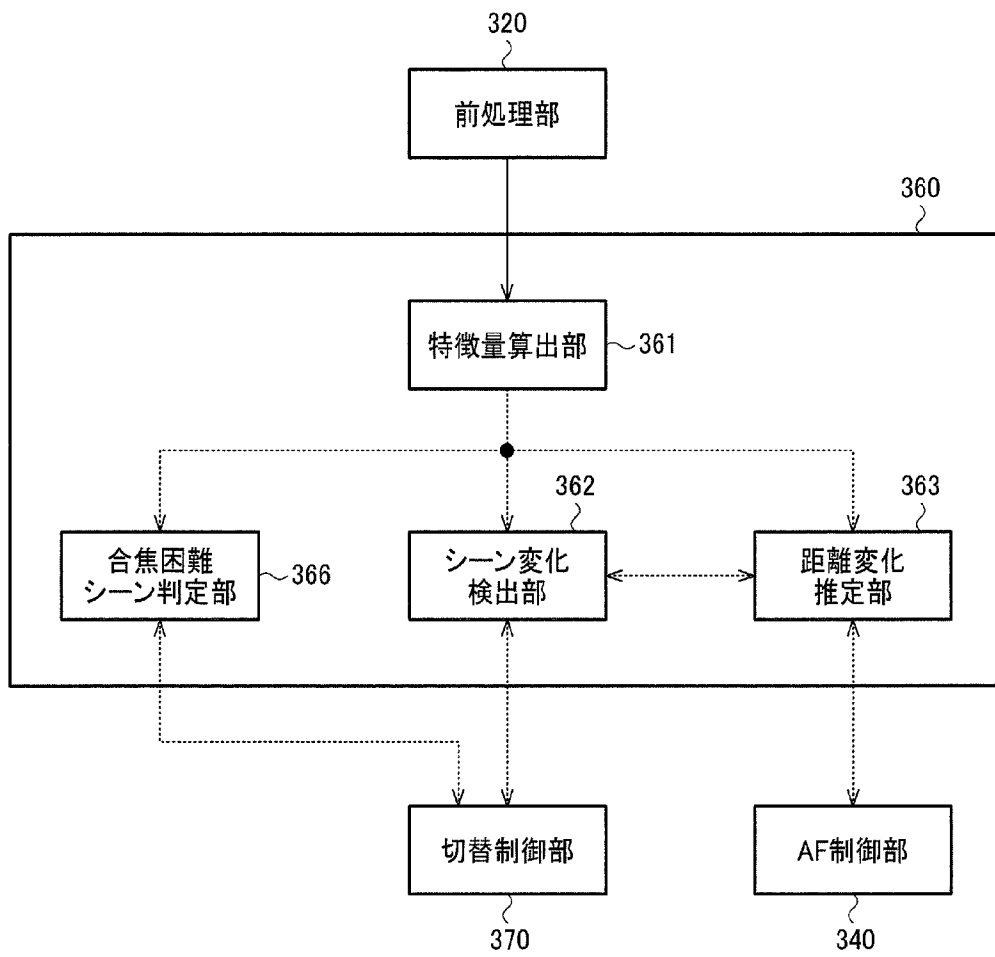 320
前処理部
360
特徴量算出部
361
362
363
合焦困難
シーン判定部
366
シーン変化
検出部
距離変化
推定部
切替制御部
AF制御部
370
340